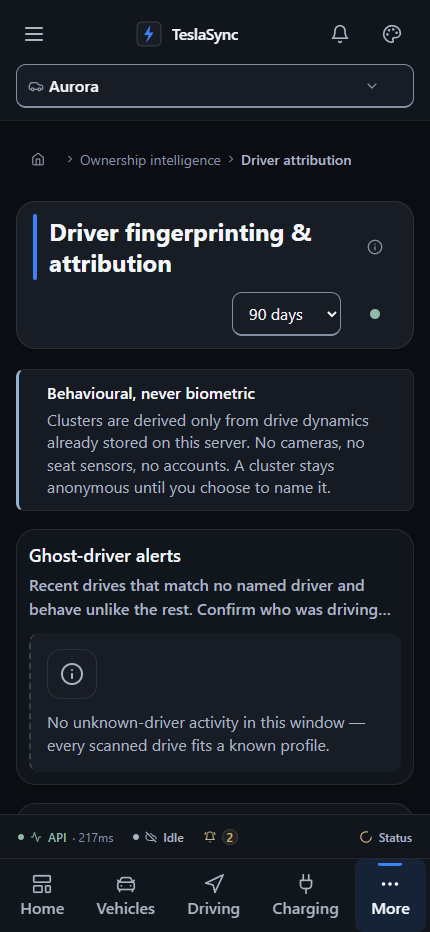 TeslaSync
Aurora
Ownership intelligence
Driver attribution
Driver fingerprinting &
attribution
90 days
Behavioural, never biometric
Clusters are derived only from drive dynamics
already stored on this server. No cameras, no
seat sensors, no accounts. A cluster stays
anonymous until you choose to name it.
Ghost-driver alerts
Recent drives that match no named driver and
behave unlike the rest. Confirm who was driving...
No unknown-driver activity in this window —
every scanned drive fits a known profile.
API · 217ms
Idle
2
Status
Home
Vehicles
Driving
Charging
More